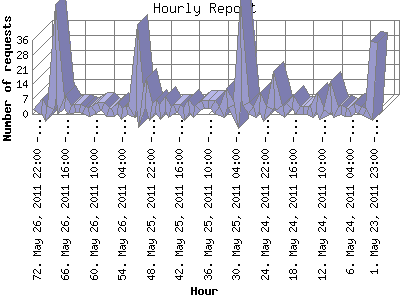 Hourly Report
Number of requests
36
28
21
14
7
0
72. May 26, 2011 22:00 -...
66. May 26, 2011 16:00 -...
60. May 26, 2011 10:00 -...
54. May 26, 2011 04:00 -...
48. May 25, 2011 22:00 -...
42. May 25, 2011 16:00 -...
36. May 25, 2011 10:00 -...
30. May 25, 2011 04:00 -...
24. May 24, 2011 22:00 -...
18. May 24, 2011 16:00 -...
12. May 24, 2011 10:00 -...
6. May 24, 2011 04:00 -...
1. May 23, 2011 23:00 -...
Hour